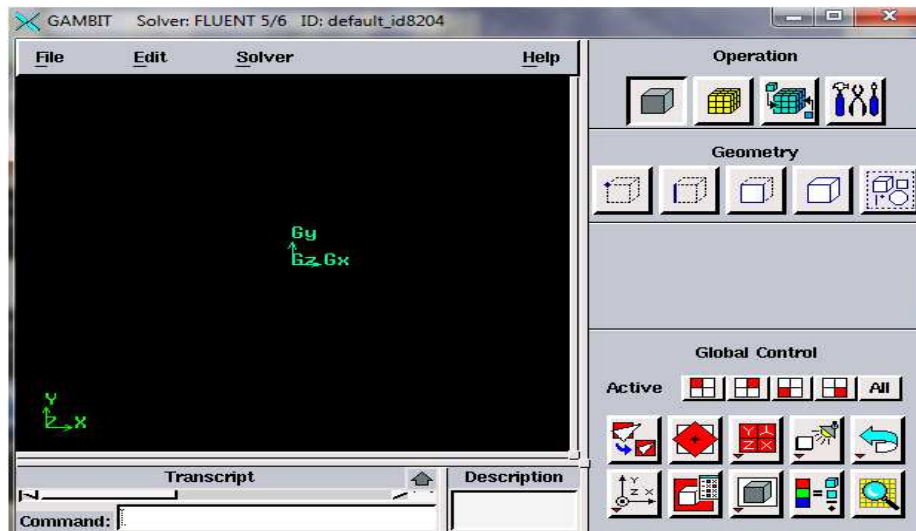 GAMBIT Solver: FLUENT 5/6 ID: default_id8204
File Edit Solver Help
Operation
Geometry
Gy
Gz Gx
Global Control
Active All
Y
Z X
Transcript Description
Command:
Y
Z X
Y
Z X